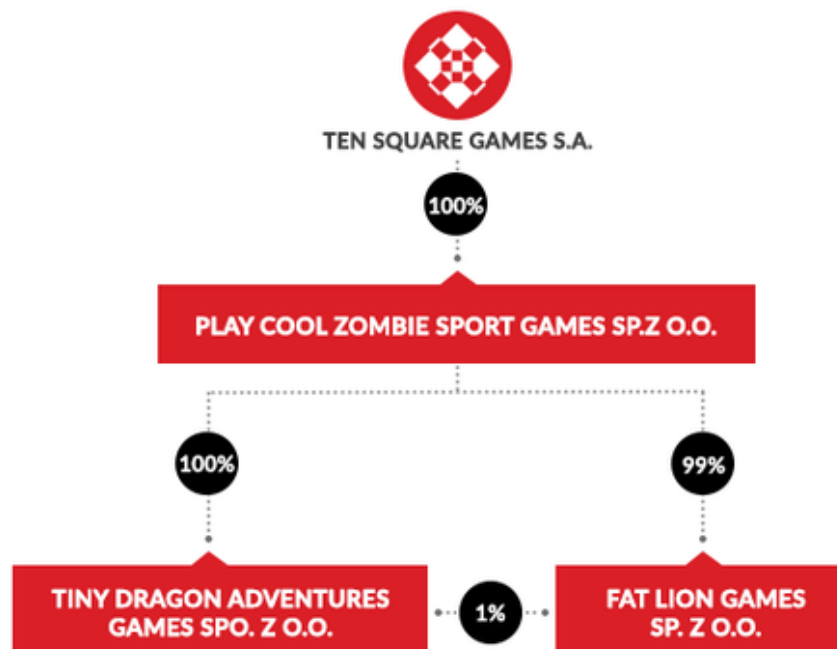 TEN SQUARE GAMES S.A.
100%
PLAY COOL ZOMBIE SPORT GAMES SP.Z O.O.
100%
99%
TINY DRAGON ADVENTURES
GAMES SPO. Z O.O.
1%
FAT LION GAMES
SP. Z O.O.